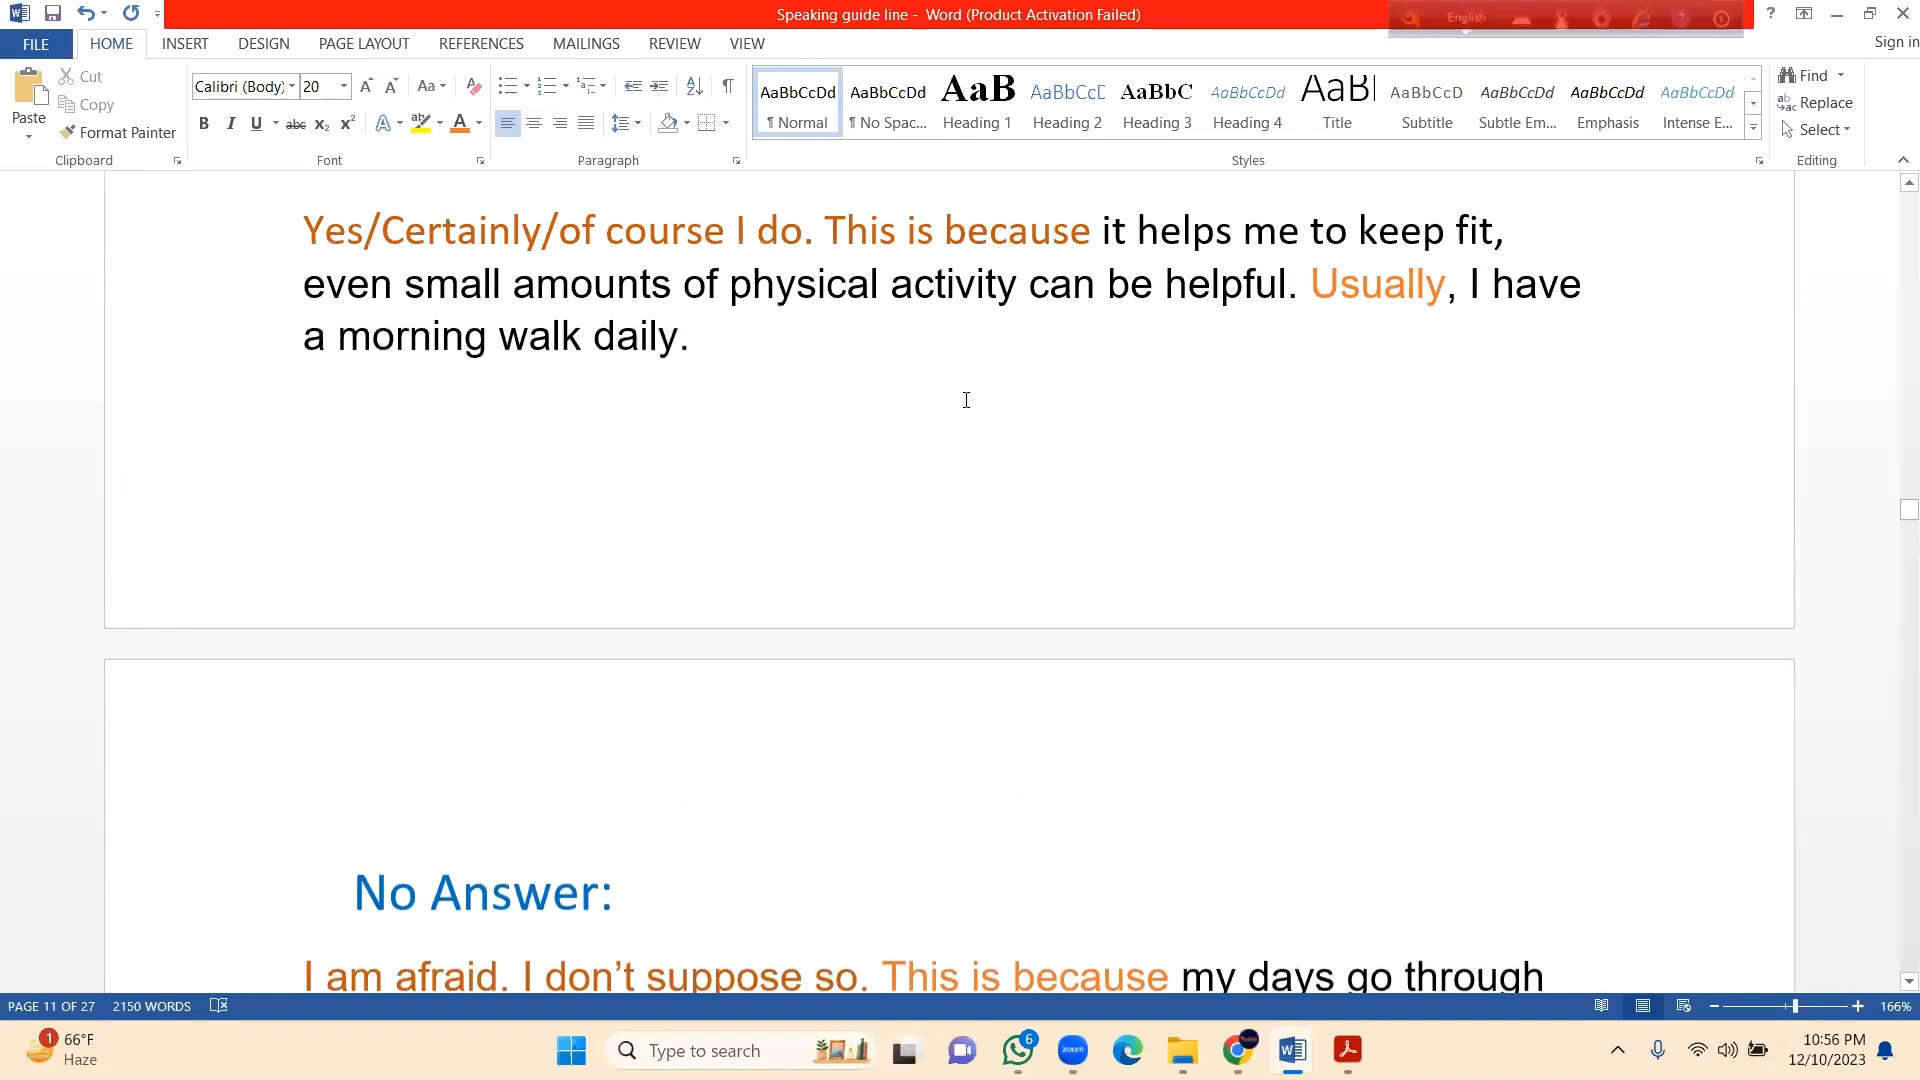 Speaking guide line - Word (Product Activation Failed)
English
Sign in
FILE HOME INSERT DESIGN PAGE LAYOUT REFERENCES MAILINGS REVIEW VIEW
Paste
Cut
Copy
Format Painter
Clipboard
Calibri (Body) 20
Font
Paragraph
AaBbCcDd AaBbCcDd AaB AaBbCcD AaBbC AaBbCcDd AaB AaBbCcD AaBbCcDd AaBbCcDd AaBbCcDd
¶ Normal ¶ No Spac... Heading 1 Heading 2 Heading 3 Heading 4 Title Subtitle Subtle Em... Emphasis Intense E...
Styles
Find
Replace
Select
Editing
Yes/Certainly/of course I do. This is because it helps me to keep fit,
even small amounts of physical activity can be helpful. Usually, I have
a morning walk daily.
No Answer:
I am afraid. I don’t suppose so. This is because my days go through
PAGE 11 OF 27 2150 WORDS 166%
1 66°F
Haze
Type to search
6
zoom
10:56 PM
12/10/2023